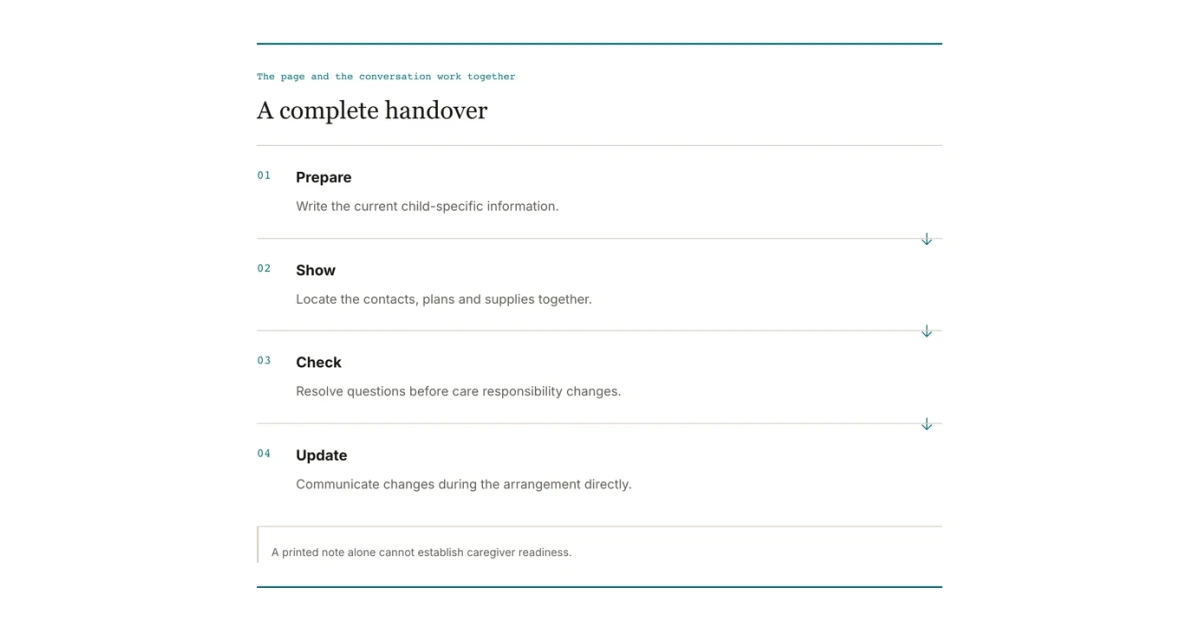 The page and the conversation work together
A complete handover
01
Prepare
Write the current child-specific information.
02
Show
Locate the contacts, plans and supplies together.
03
Check
Resolve questions before care responsibility changes.
04
Update
Communicate changes during the arrangement directly.
A printed note alone cannot establish caregiver readiness.